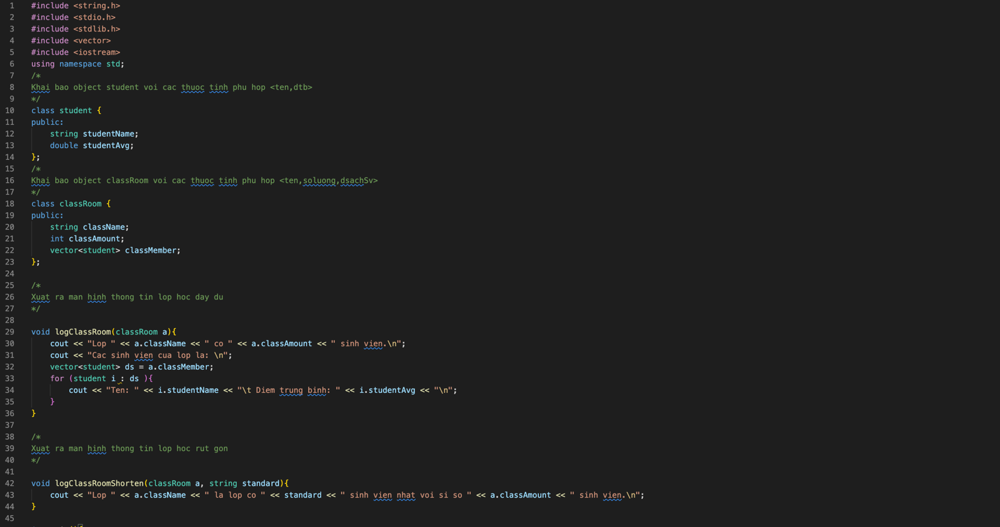 1 #include <string.h>
2 #include <stdio.h>
3 #include <stdlib.h>
4 #include <vector>
5 #include <iostream>
6 using namespace std;
7 /*
8 Khai bao object student voi cac thuoc tinh phu hop <ten,dtb>
9 */
10 class student {
11 public:
12     string studentName;
13     double studentAvg;
14 };
15 /*
16 Khai bao object classRoom voi cac thuoc tinh phu hop <ten,soluong,dsachSv>
17 */
18 class classRoom {
19 public:
20     string className;
21     int classAmount;
22     vector<student> classMember;
23 };
24
25 /*
26 Xuat ra man hinh thong tin lop hoc day du
27 */
28
29 void logClassRoom(classRoom a){
30     cout << "Lop " << a.className << " co " << a.classAmount << " sinh vien.\n";
31     cout << "Cac sinh vien cua lop la: \n";
32     vector<student> ds = a.classMember;
33     for (student i : ds ){
34         cout << "Ten: " << i.studentName << "\t Diem trung binh: " << i.studentAvg << "\n";
35     }
36 }
37
38 /*
39 Xuat ra man hinh thong tin lop hoc rut gon
40 */
41
42 void logClassRoomShorten(classRoom a, string standard){
43     cout << "Lop " << a.className << " la lop co " << standard << " sinh vien nhat voi si so " << a.classAmount << " sinh vien.\n";
44 }
45